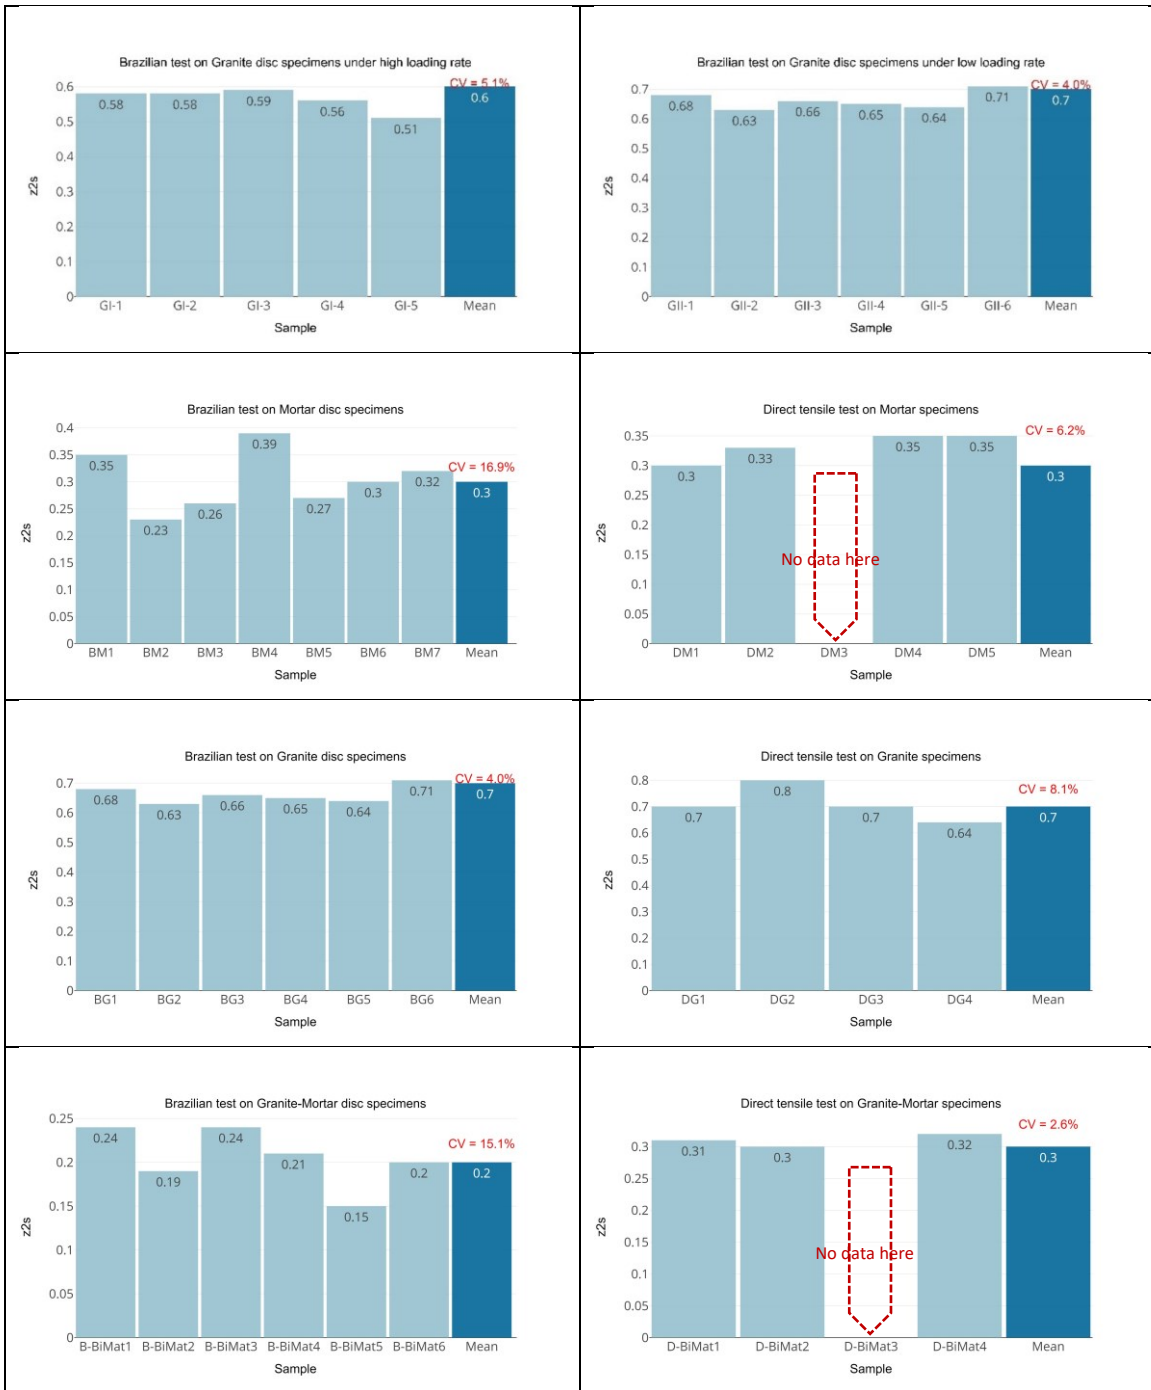 Brazilian test on Granite disc specimens under high loading rate
CV = 5.1%
0.6
0.5
0.4
0.3
0.2
0.1
0
z2s
0.58
0.58
0.59
0.56
0.51
0.6
GI-1 GI-2 GI-3 GI-4 GI-5 Mean
Sample
Brazilian test on Granite disc specimens under low loading rate
CV = 4.0%
0.7
0.6
0.5
0.4
0.3
0.2
0.1
0
z2s
0.68
0.63
0.66
0.65
0.64
0.71
0.7
GII-1 GII-2 GII-3 GII-4 GII-5 GII-6 Mean
Sample
Brazilian test on Mortar disc specimens
CV = 16.9%
0.4
0.35
0.3
0.25
0.2
0.15
0.1
0.05
0
z2s
0.35
0.23
0.26
0.39
0.27
0.3
0.32
0.3
BM1 BM2 BM3 BM4 BM5 BM6 BM7 Mean
Sample
Direct tensile test on Mortar specimens
CV = 6.2%
0.35
0.3
0.25
0.2
0.15
0.1
0.05
0
z2s
0.3
0.33
No data here
0.35
0.35
0.3
DM1 DM2 DM3 DM4 DM5 Mean
Sample
Brazilian test on Granite disc specimens
CV = 4.0%
0.7
0.6
0.5
0.4
0.3
0.2
0.1
0
z2s
0.68
0.63
0.66
0.65
0.64
0.71
0.7
BG1 BG2 BG3 BG4 BG5 BG6 Mean
Sample
Direct tensile test on Granite specimens
CV = 8.1%
0.8
0.7
0.6
0.5
0.4
0.3
0.2
0.1
0
z2s
0.7
0.8
0.7
0.64
0.7
DG1 DG2 DG3 DG4 Mean
Sample
Brazilian test on Granite-Mortar disc specimens
CV = 15.1%
0.25
0.2
0.15
0.1
0.05
0
z2s
0.24
0.19
0.24
0.21
0.15
0.2
0.2
B-BiMat1 B-BiMat2 B-BiMat3 B-BiMat4 B-BiMat5 B-BiMat6 Mean
Sample
Direct tensile test on Granite-Mortar specimens
CV = 2.6%
0.3
0.25
0.2
0.15
0.1
0.05
0
z2s
0.31
0.3
No data here
0.32
0.3
D-BiMat1 D-BiMat2 D-BiMat3 D-BiMat4 Mean
Sample